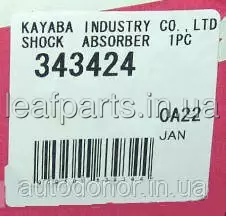 KAYABA INDUSTRY CO.,LTD
SHOCK ABSORBER 1PC
343424
leafparts.in.ua
0A22
JAN
autodonor.in.ua